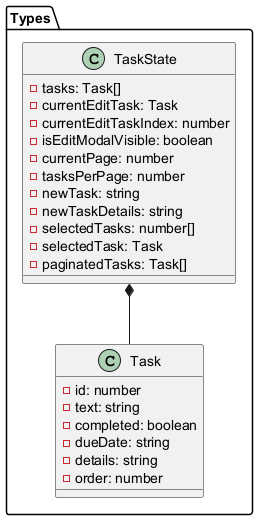 Types
C TaskState
tasks: Task[]
currentEditTask: Task
currentEditTaskIndex: number
isEditModalVisible: boolean
currentPage: number
tasksPerPage: number
newTask: string
newTaskDetails: string
selectedTasks: number[]
selectedTask: Task
paginatedTasks: Task[]
C Task
id: number
text: string
completed: boolean
dueDate: string
details: string
order: number